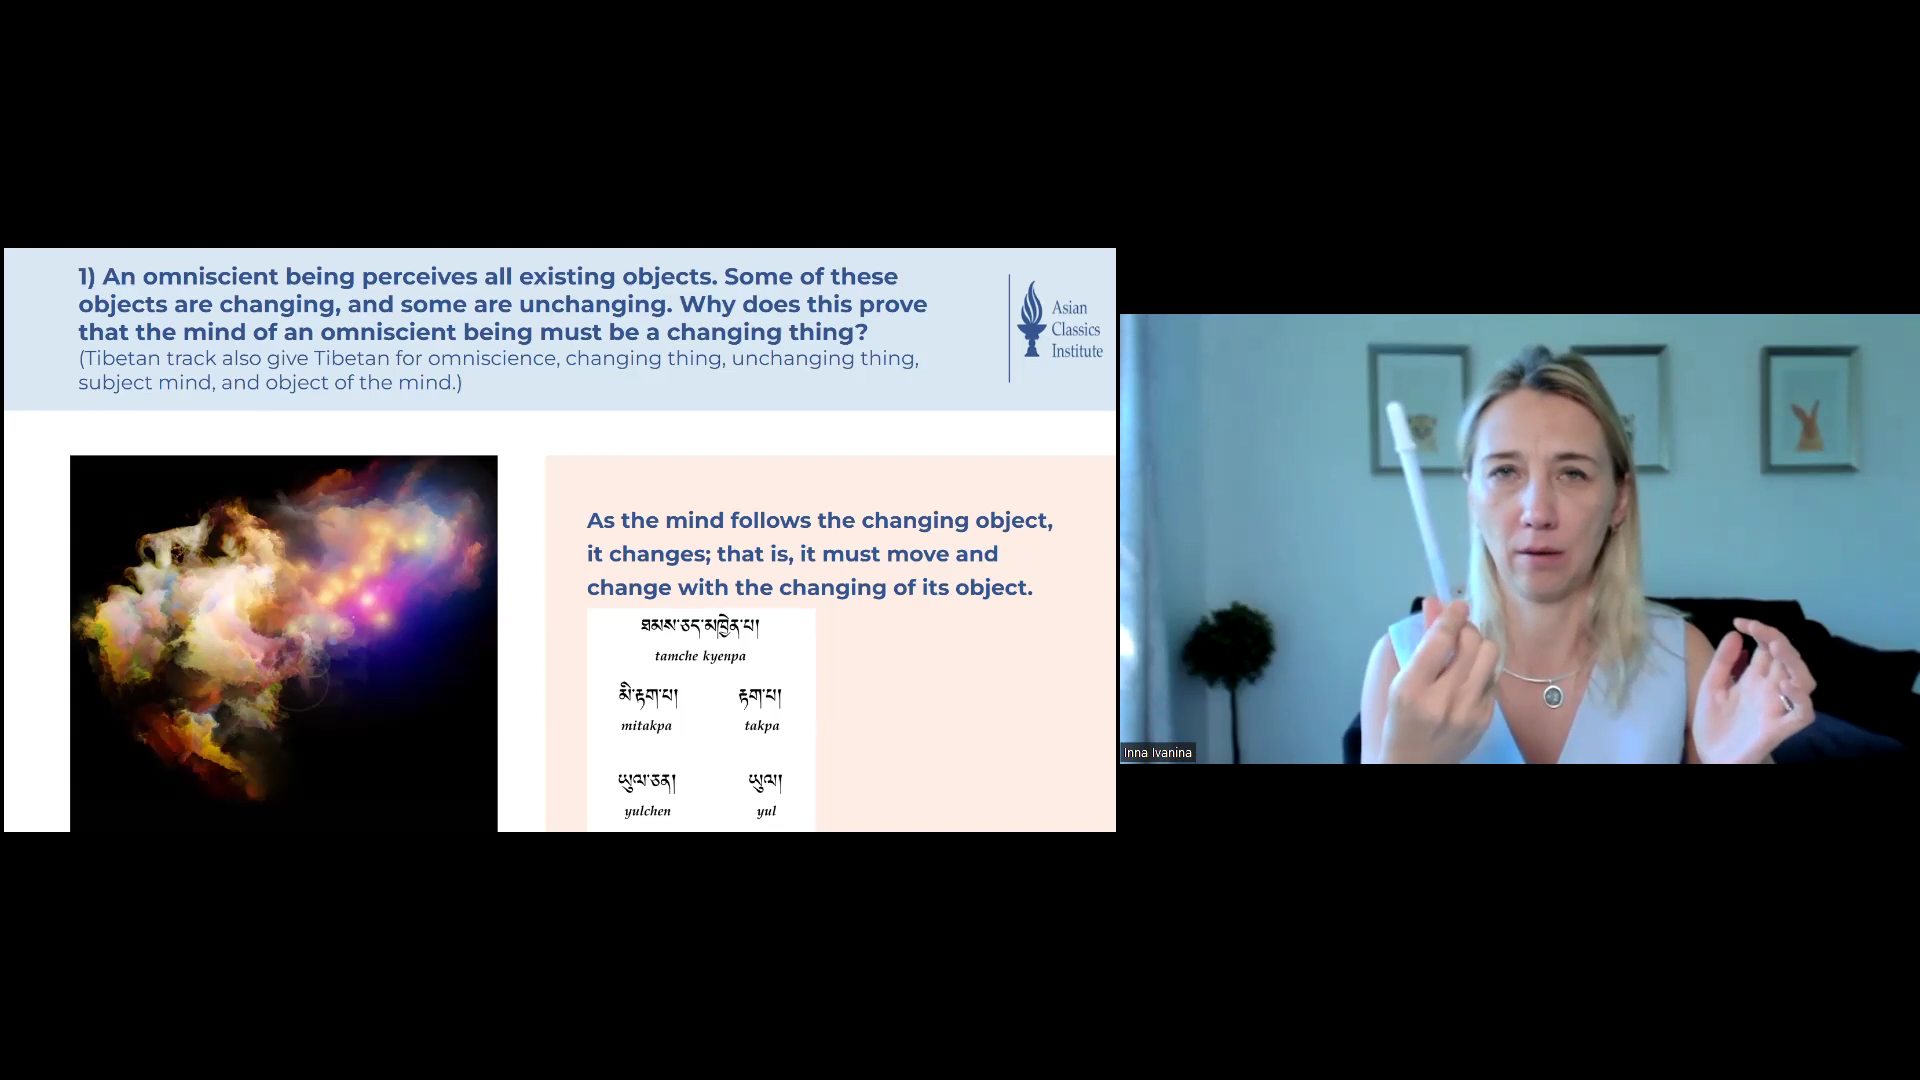 1) An omniscient being perceives all existing objects. Some of these
objects are changing, and some are unchanging. Why does this prove
that the mind of an omniscient being must be a changing thing?
(Tibetan track also give Tibetan for omniscience, changing thing, unchanging thing,
subject mind, and object of the mind.)
Asian
Classics
Institute
As the mind follows the changing object,
it changes; that is, it must move and
change with the changing of its object.
ཐམས་ཅད་མཁྱེན་པ།
tamche kyenpa
མི་རྟག་པ། རྟག་པ།
mitakpa takpa
ཡུལ་ཅན། ཡུལ།
yulchen yul
Inna Ivanina